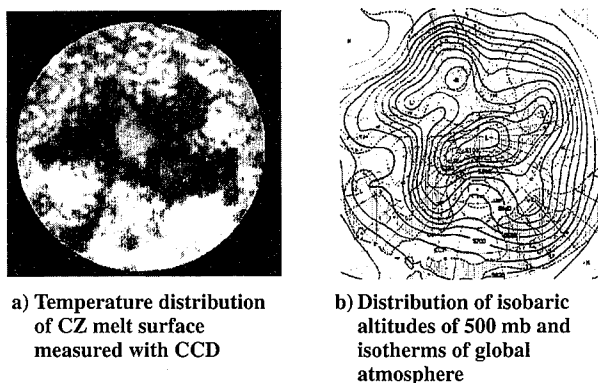 a) Temperature distribution
of CZ melt surface
measured with CCD
b) Distribution of isobaric
altitudes of 500 mb and
isotherms of global
atmosphere